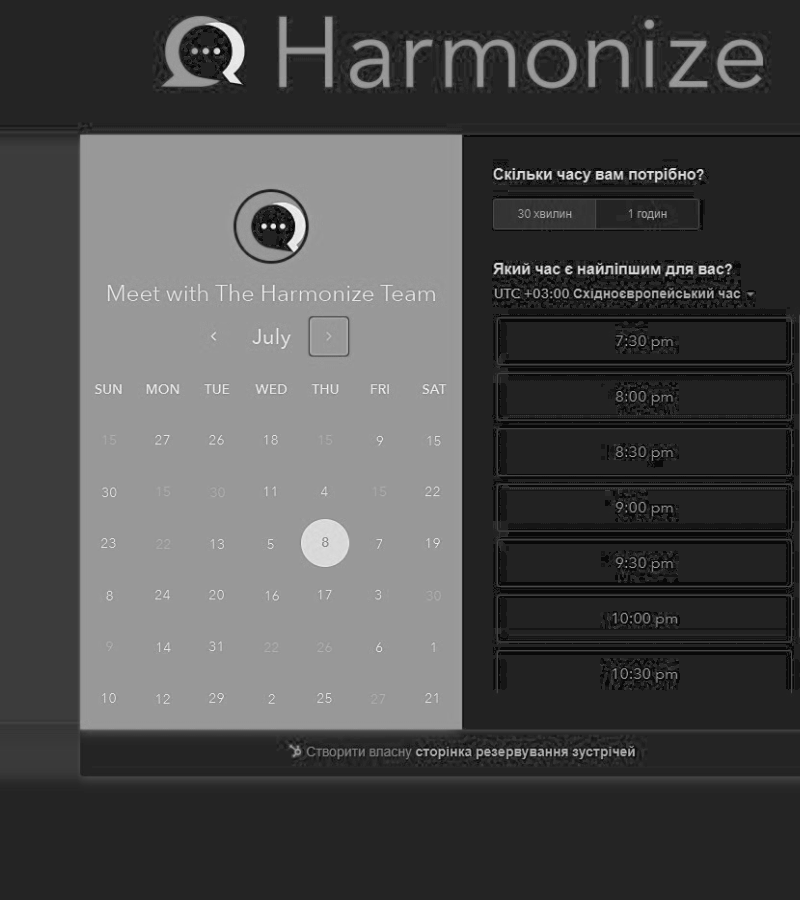 Harmonize
Meet with The Harmonize Team
July
SUN MON TUE WED THU FRI SAT
15 27 26 18 15 9 15
30 15 30 11 4 15 22
23 22 13 5 8 7 19
8 24 20 16 17 3 30
9 14 31 22 26 6 1
10 12 29 2 25 27 21
Скільки часу вам потрібно?
30 хвилин 1 годин
Який час є найліпшим для вас?
UTC +03:00 Східноєвропейський час
7:30 pm
8:00 pm
8:30 pm
9:00 pm
9:30 pm
10:00 pm
10:30 pm
Створити власну сторінка резервування зустрічей